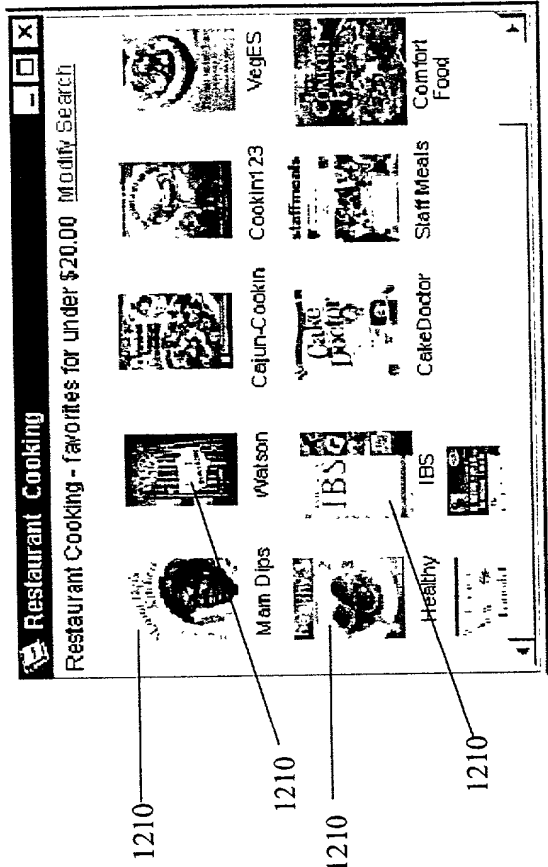 Restaurant Cooking
Restaurant Cooking - favorites for under $20.00 Modify Search
Mam Dips
Watson
Cajun-Cookin
CookIn123
VegES
IBS
Cake
Doctor
staffmeals
Healthy
IBS
CakeDoctor
Staff Meals
Comfort
Food
1210
1210
1210
1210